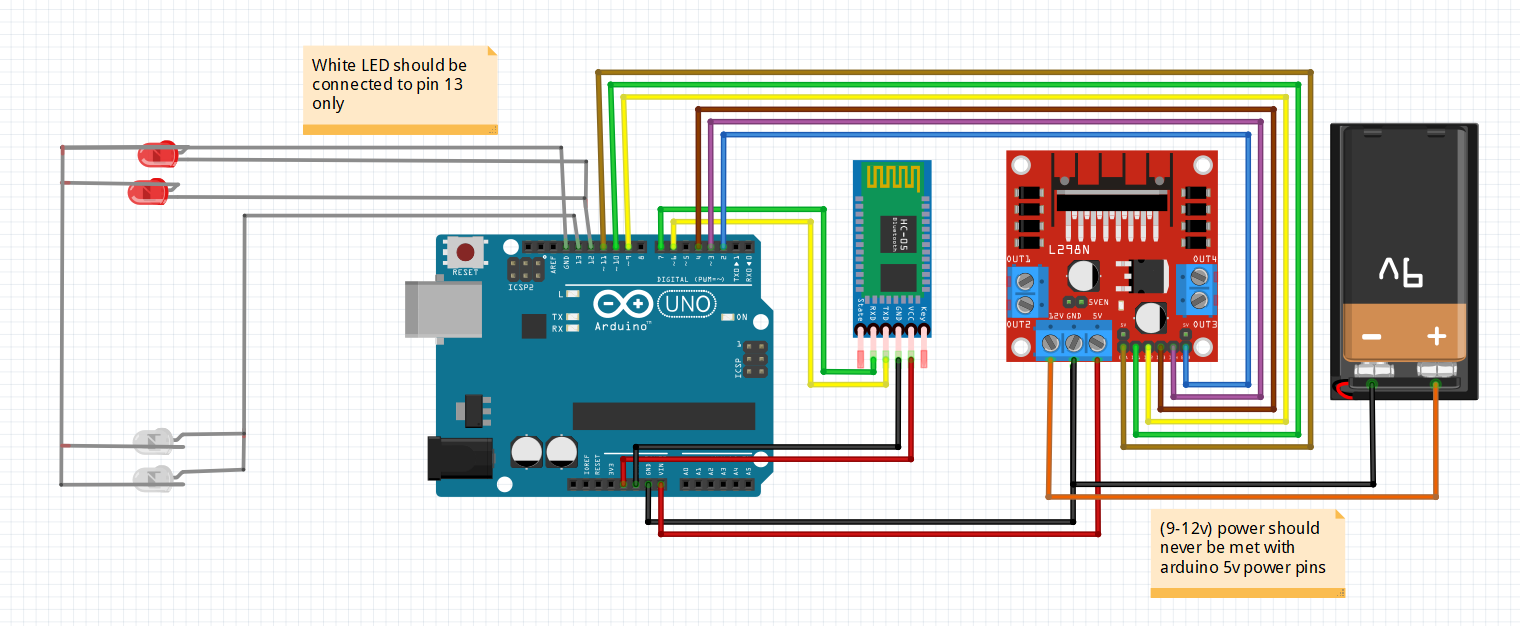 White LED should be
connected to pin 13
only
RESET
ICSP2
AREF
GND
13
12
~11
~10
~9
8
7
~6
~5
4
~3
2
TXD▶1
RXD◀0
DIGITAL (PWM=~)
L
TX
RX
Arduino™
UNO
ON
1
ICSP
IOREF
RESET
3V3
GND
VIN
A0
A1
A2
A3
A4
A5
HC-05
Bluetooth
State
RXD
TXD
GND
VCC
Key
L298N
OUT1
OUT4
5VEN
OUT2
12V GND 5V
OUT3
5V
5V
9V
(9-12v) power should
never be met with
arduino 5v power pins